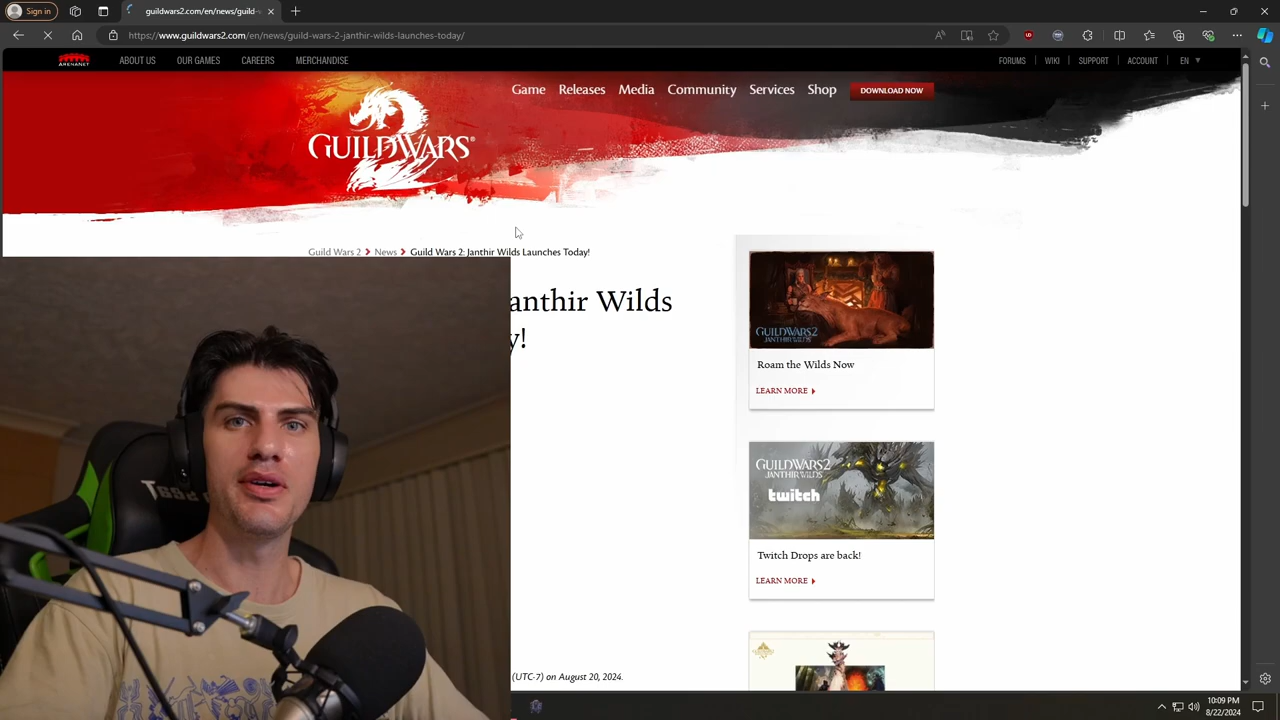 Sign in
guildwars2.com/en/news/guild-
https://www.guildwars2.com/en/news/guild-wars-2-janthir-wilds-launches-today/
ARENANET
ABOUT US
OUR GAMES
CAREERS
MERCHANDISE
FORUMS
WIKI
SUPPORT
ACCOUNT
EN
Game
Releases
Media
Community
Services
Shop
DOWNLOAD NOW
GUILD WARS 2
Guild Wars 2 > News > Guild Wars 2: Janthir Wilds Launches Today!
anthir Wilds
y!
GUILD WARS 2
JANTHIR WILDS
Roam the Wilds Now
LEARN MORE
GUILD WARS 2
JANTHIR WILDS
twitch
Twitch Drops are back!
LEARN MORE
(UTC-7) on August 20, 2024.
10:09 PM
8/22/2024